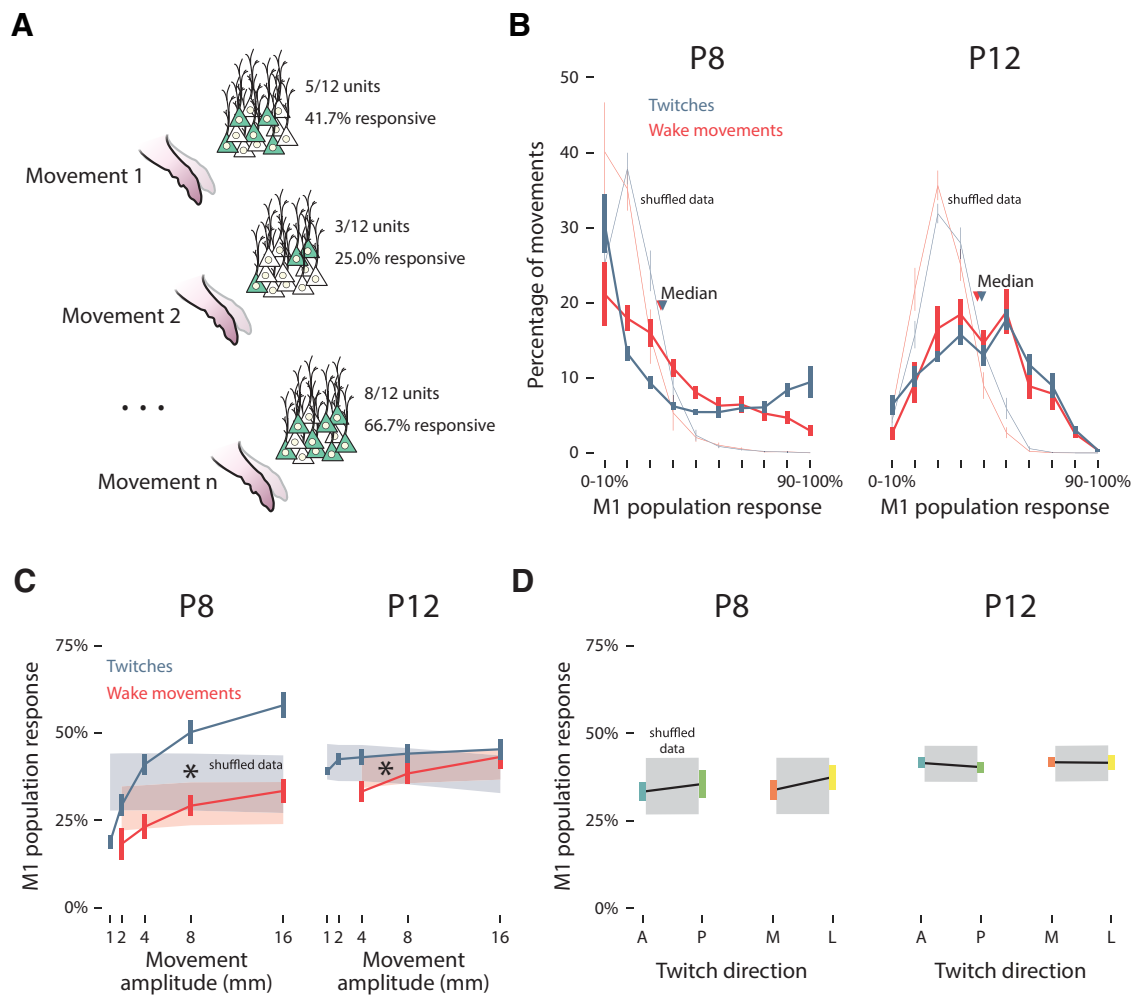 A
5/12 units
41.7% responsive
Movement 1
3/12 units
25.0% responsive
Movement 2
8/12 units
66.7% responsive
...
Movement n
B
P8
P12
Percentage of movements
50
40
30
20
10
0
Twitches
Wake movements
shuffled data
Median
shuffled data
Median
0-10%
90-100%
0-10%
90-100%
M1 population response
M1 population response
C
P8
P12
M1 population response
75%
50%
25%
0%
Twitches
Wake movements
* shuffled data
*
1 2 4 8 16
1 2 4 8 16
Movement
amplitude (mm)
Movement
amplitude (mm)
D
P8
P12
M1 population response
75%
50%
25%
0%
shuffled
data
A P M L
A P M L
Twitch direction
Twitch direction